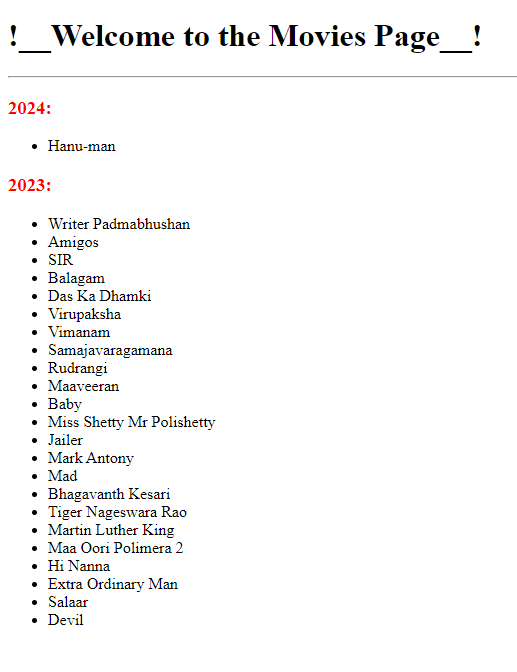 !__Welcome to the Movies Page__!
2024:
Hanu-man
2023:
Writer Padmabhushan
Amigos
SIR
Balagam
Das Ka Dhamki
Virupaksha
Vimanam
Samajavaragamana
Rudrangi
Maaveeran
Baby
Miss Shetty Mr Polishetty
Jailer
Mark Antony
Mad
Bhagavanth Kesari
Tiger Nageswara Rao
Martin Luther King
Maa Oori Polimera 2
Hi Nanna
Extra Ordinary Man
Salaar
Devil